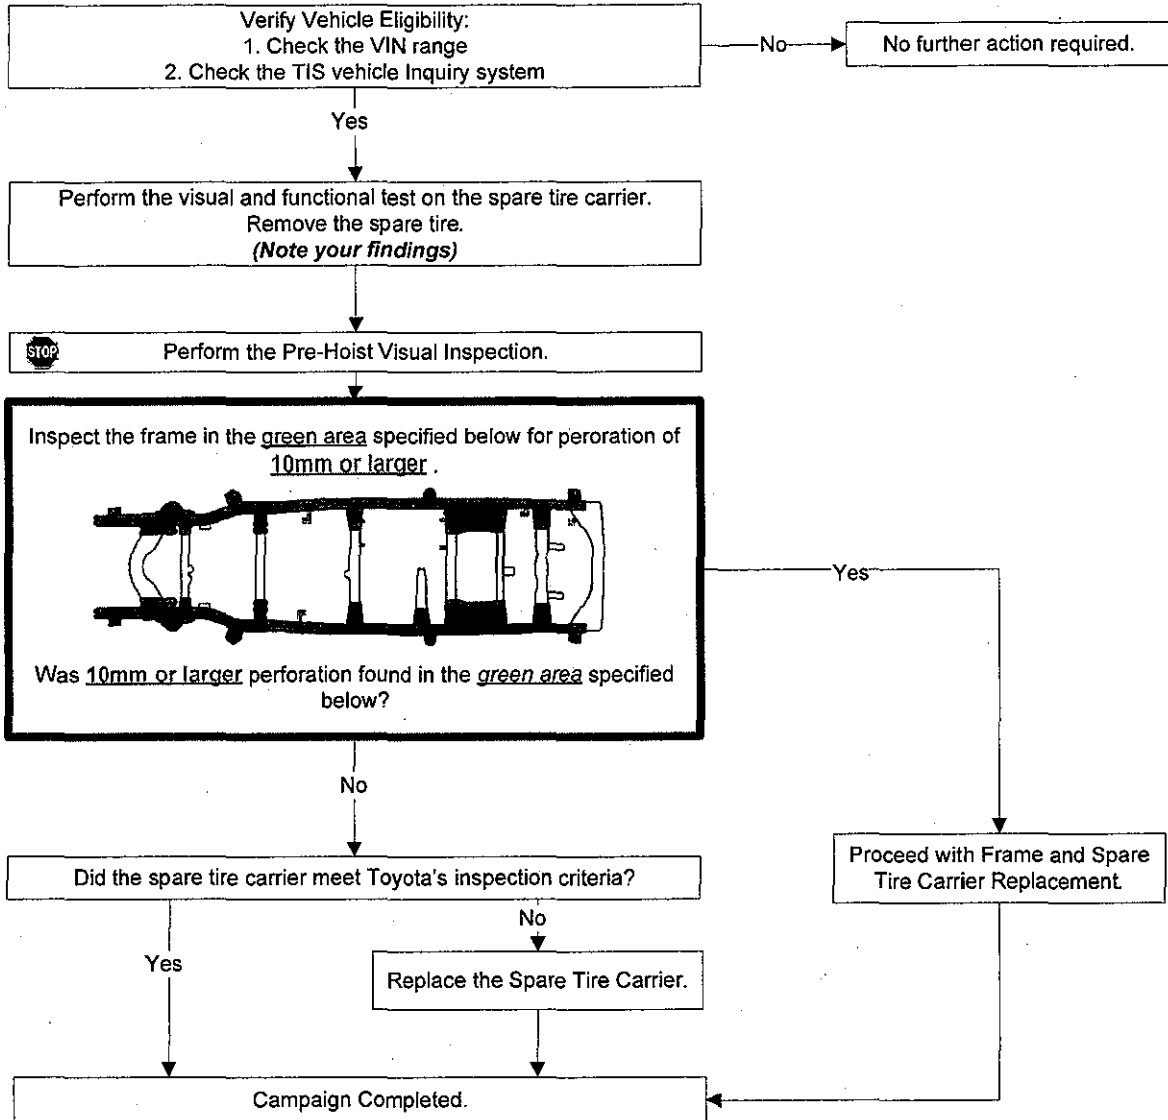 Verify Vehicle Eligibility:
1. Check the VIN range
2. Check the TIS vehicle Inquiry system
No
No further action required.
Yes
Perform the visual and functional test on the spare tire carrier.
Remove the spare tire.
(Note your findings)
STOP
Perform the Pre-Hoist Visual Inspection.
Inspect the frame in the green area specified below for peroration of
10mm or larger .
Was 10mm or larger perforation found in the green area specified
below?
Yes
No
Did the spare tire carrier meet Toyota's inspection criteria?
Proceed with Frame and Spare
Tire Carrier Replacement.
No
Yes
Replace the Spare Tire Carrier.
Campaign Completed.